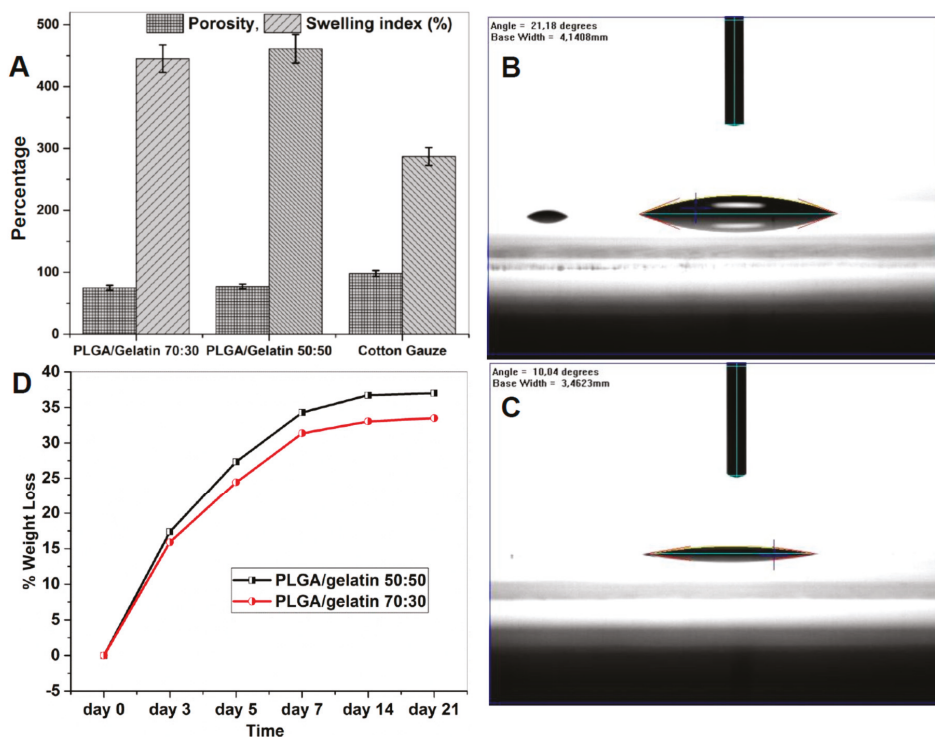 A
Porosity, Swelling index (%)
500
400
300
200
100
0
Percentage
PLGA/Gelatin 70:30
PLGA/Gelatin 50:50
Cotton Gauze
Angle = 21,18 degrees
Base Width = 4,1408mm
B
D
40
35
30
25
20
15
10
5
0
-5
% Weight Loss
PLGA/gelatin 50:50
PLGA/gelatin 70:30
day 0
day 3
day 5
day 7
day 14
day 21
Time
Angle = 10,04 degrees
Base Width = 3,4623mm
C